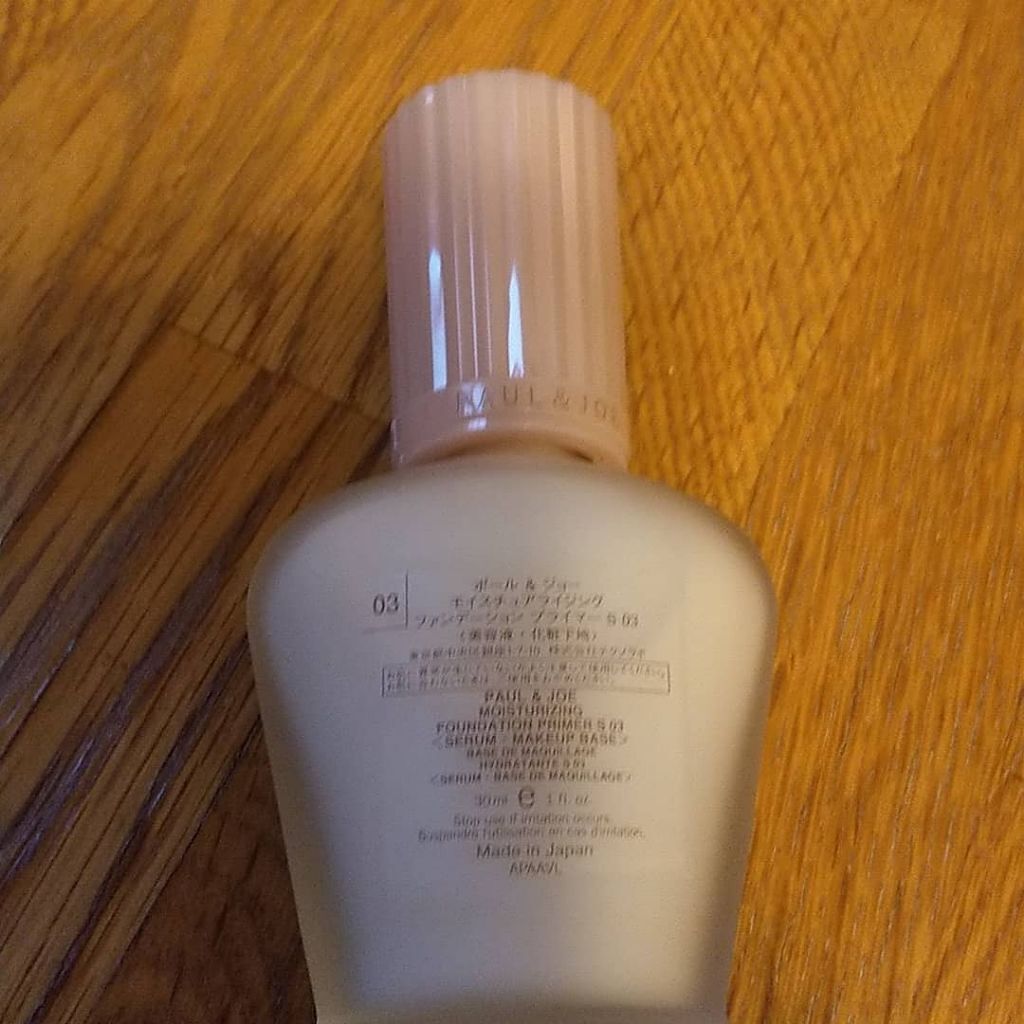 PAUL & JOE
03
ポール & ジョー
モイスチュアライジング
ファンデーション プライマー S 03
(美容液・化粧下地)
PAUL & JOE
MOISTURIZING
FOUNDATION PRIMER S 03
<SERUM・MAKEUP BASE>
BASE DE MAQUILLAGE
HYDRATANTE S 03
<SERUM・BASE DE MAQUILLAGE>
30ml ℮ 1 fl. oz.
Stop use if irritation occurs.
Suspendre l'utilisation en cas d'irritation.
Made in Japan
APAAVL